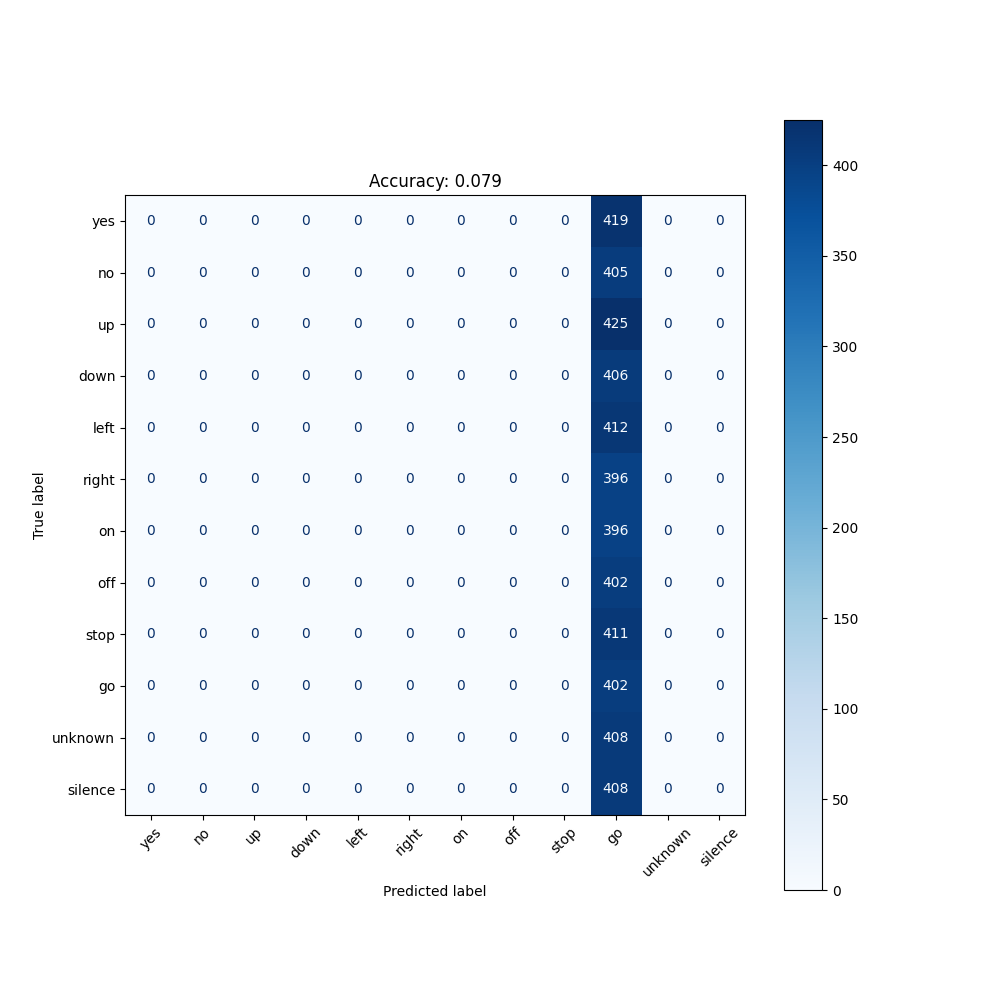 Accuracy: 0.079
yes 0 0 0 0 0 0 0 0 0 419 0 0
no 0 0 0 0 0 0 0 0 0 405 0 0
up 0 0 0 0 0 0 0 0 0 425 0 0
down 0 0 0 0 0 0 0 0 0 406 0 0
left 0 0 0 0 0 0 0 0 0 412 0 0
right 0 0 0 0 0 0 0 0 0 396 0 0
on 0 0 0 0 0 0 0 0 0 396 0 0
off 0 0 0 0 0 0 0 0 0 402 0 0
stop 0 0 0 0 0 0 0 0 0 411 0 0
go 0 0 0 0 0 0 0 0 0 402 0 0
unknown 0 0 0 0 0 0 0 0 0 408 0 0
silence 0 0 0 0 0 0 0 0 0 408 0 0
True label
yes no up down left right on off stop go unknown silence
Predicted label
400
350
300
250
200
150
100
50
0